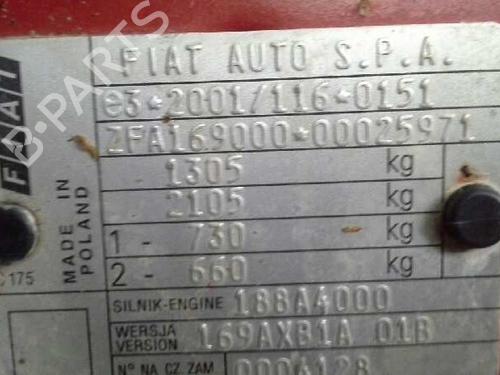 FIAT AUTO S.P.A.
e3*2001/116*0151
ZFA169000*00025971
1305 kg
2105 kg
1 - 730 kg
2 - 660 kg
FIAT
MADE IN
POLAND
175
SILNIK-ENGINE 188A4000
WERSJA
VERSION 169AXB1A 01B
N° NA CZ. ZAM 0004128
B-Parts